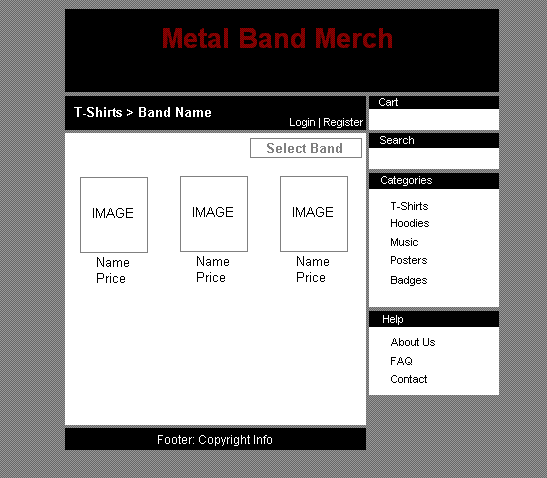 Metal Band Merch
T-Shirts > Band Name
Login | Register
Select Band
IMAGE
Name
Price
IMAGE
Name
Price
IMAGE
Name
Price
Cart
Search
Categories
T-Shirts
Hoodies
Music
Posters
Badges
Help
About Us
FAQ
Contact
Footer: Copyright Info